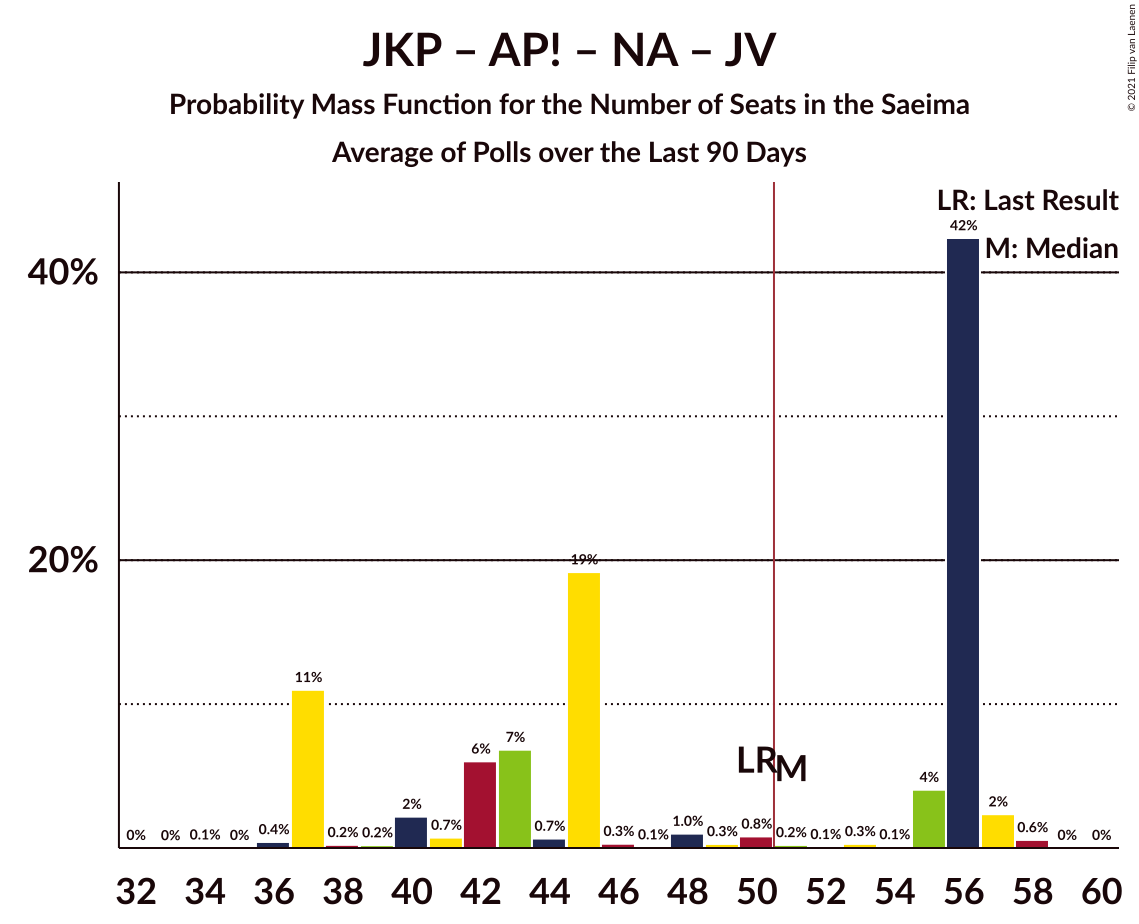 JKP – AP! – NA – JV
Probability Mass Function for the Number of Seats in the Saeima
Average of Polls over the Last 90 Days
© 2021 Filip van Laenen
LR: Last Result
M: Median
40%
20%
0% 0% 0.1% 0% 0.4% 11% 0.2% 0.2% 2% 0.7% 6% 7% 0.7% 19% 0.3% 0.1% 1.0% 0.3% 0.8% 0.2% 0.1% 0.3% 0.1% 4% 42% 2% 0.6% 0% 0%
LR M
32 34 36 38 40 42 44 46 48 50 52 54 56 58 60